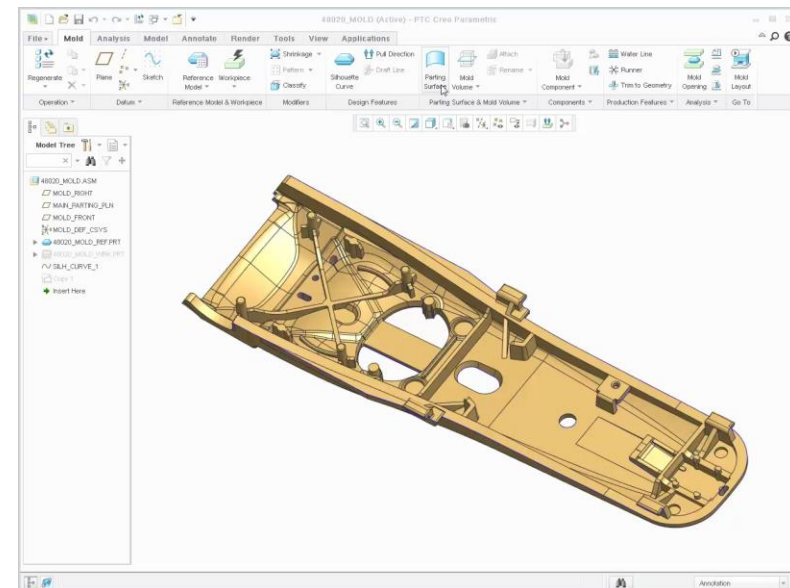 48020_MOLD (Active) - PTC Creo Parametric
File Mold Analysis Model Annotate Render Tools View Applications
Shrinkage Pull Direction Attach Water Line
Pattern Draft Line Rename Runner
Regenerate Plane Sketch Reference Model Workpiece Classify Silhouette Curve Parting Surface Mold Volume Mold Component Trim to Geometry Mold Opening Mold Layout
Operation Datum Reference Model & Workpiece Modifiers Design Features Parting Surface & Mold Volume Components Production Features Analysis Go To
Model Tree
48020_MOLD.ASM
MOLD_RIGHT
MAIN_PARTING_PLN
MOLD_FRONT
MOLD_DEF_CSYS
48020_MOLD_REF.PRT
48020_MOLD_WRK.PRT
SILH_CURVE_1
Copy 1
Insert Here
Annotation